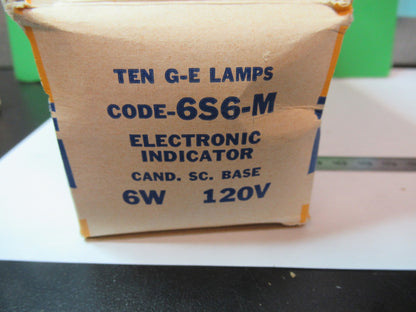 TEN G-E LAMPS
CODE-6S6-M
ELECTRONIC
INDICATOR
CAND. SC. BASE
6W 120V